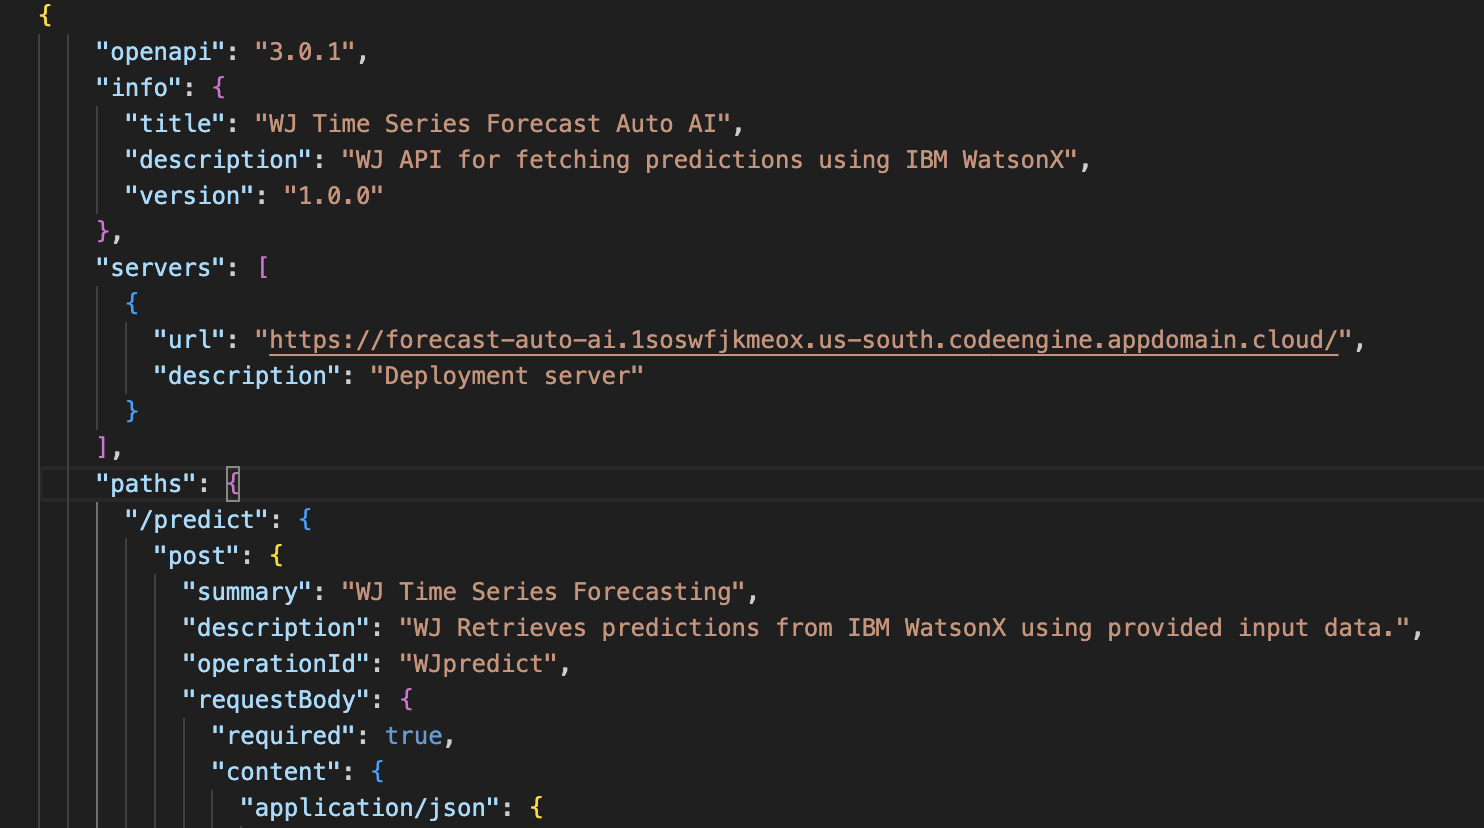 {
"openapi": "3.0.1",
"info": {
"title": "WJ Time Series Forecast Auto AI",
"description": "WJ API for fetching predictions using IBM WatsonX",
"version": "1.0.0"
},
"servers": [
{
"url": "https://forecast-auto-ai.1soswfjkmeox.us-south.codeengine.appdomain.cloud/",
"description": "Deployment server"
}
],
"paths": {
"/predict": {
"post": {
"summary": "WJ Time Series Forecasting",
"description": "WJ Retrieves predictions from IBM WatsonX using provided input data.",
"operationId": "WJpredict",
"requestBody": {
"required": true,
"content": {
"application/json": {